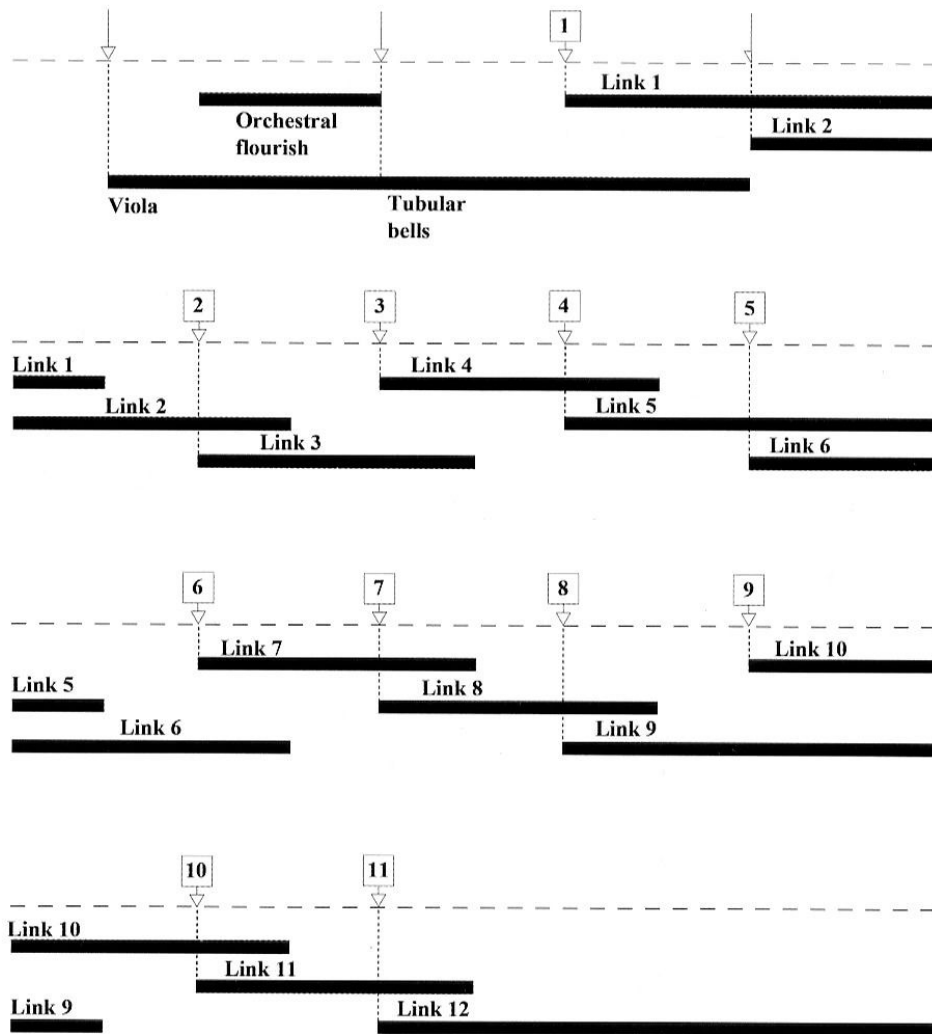 1
Link 1
Orchestral
flourish
Link 2
Viola
Tubular
bells
2
3
4
5
Link 1
Link 4
Link 2
Link 5
Link 3
Link 6
6
7
8
9
Link 7
Link 10
Link 5
Link 8
Link 6
Link 9
10
11
Link 10
Link 11
Link 9
Link 12